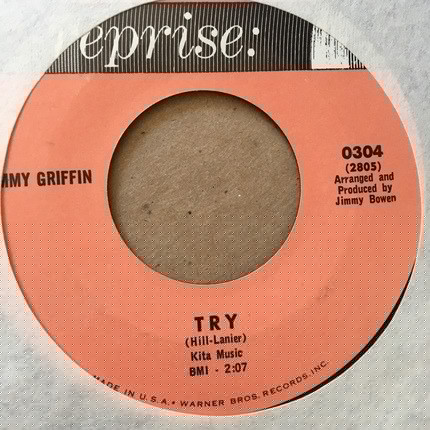 eprise:
MMY GRIFFIN
0304
(2805)
Arranged and
Produced by
Jimmy Bowen
TRY
(Hill-Lanier)
Kita Music
BMI - 2:07
MADE IN U.S.A. • WARNER BROS. RECORDS, INC.